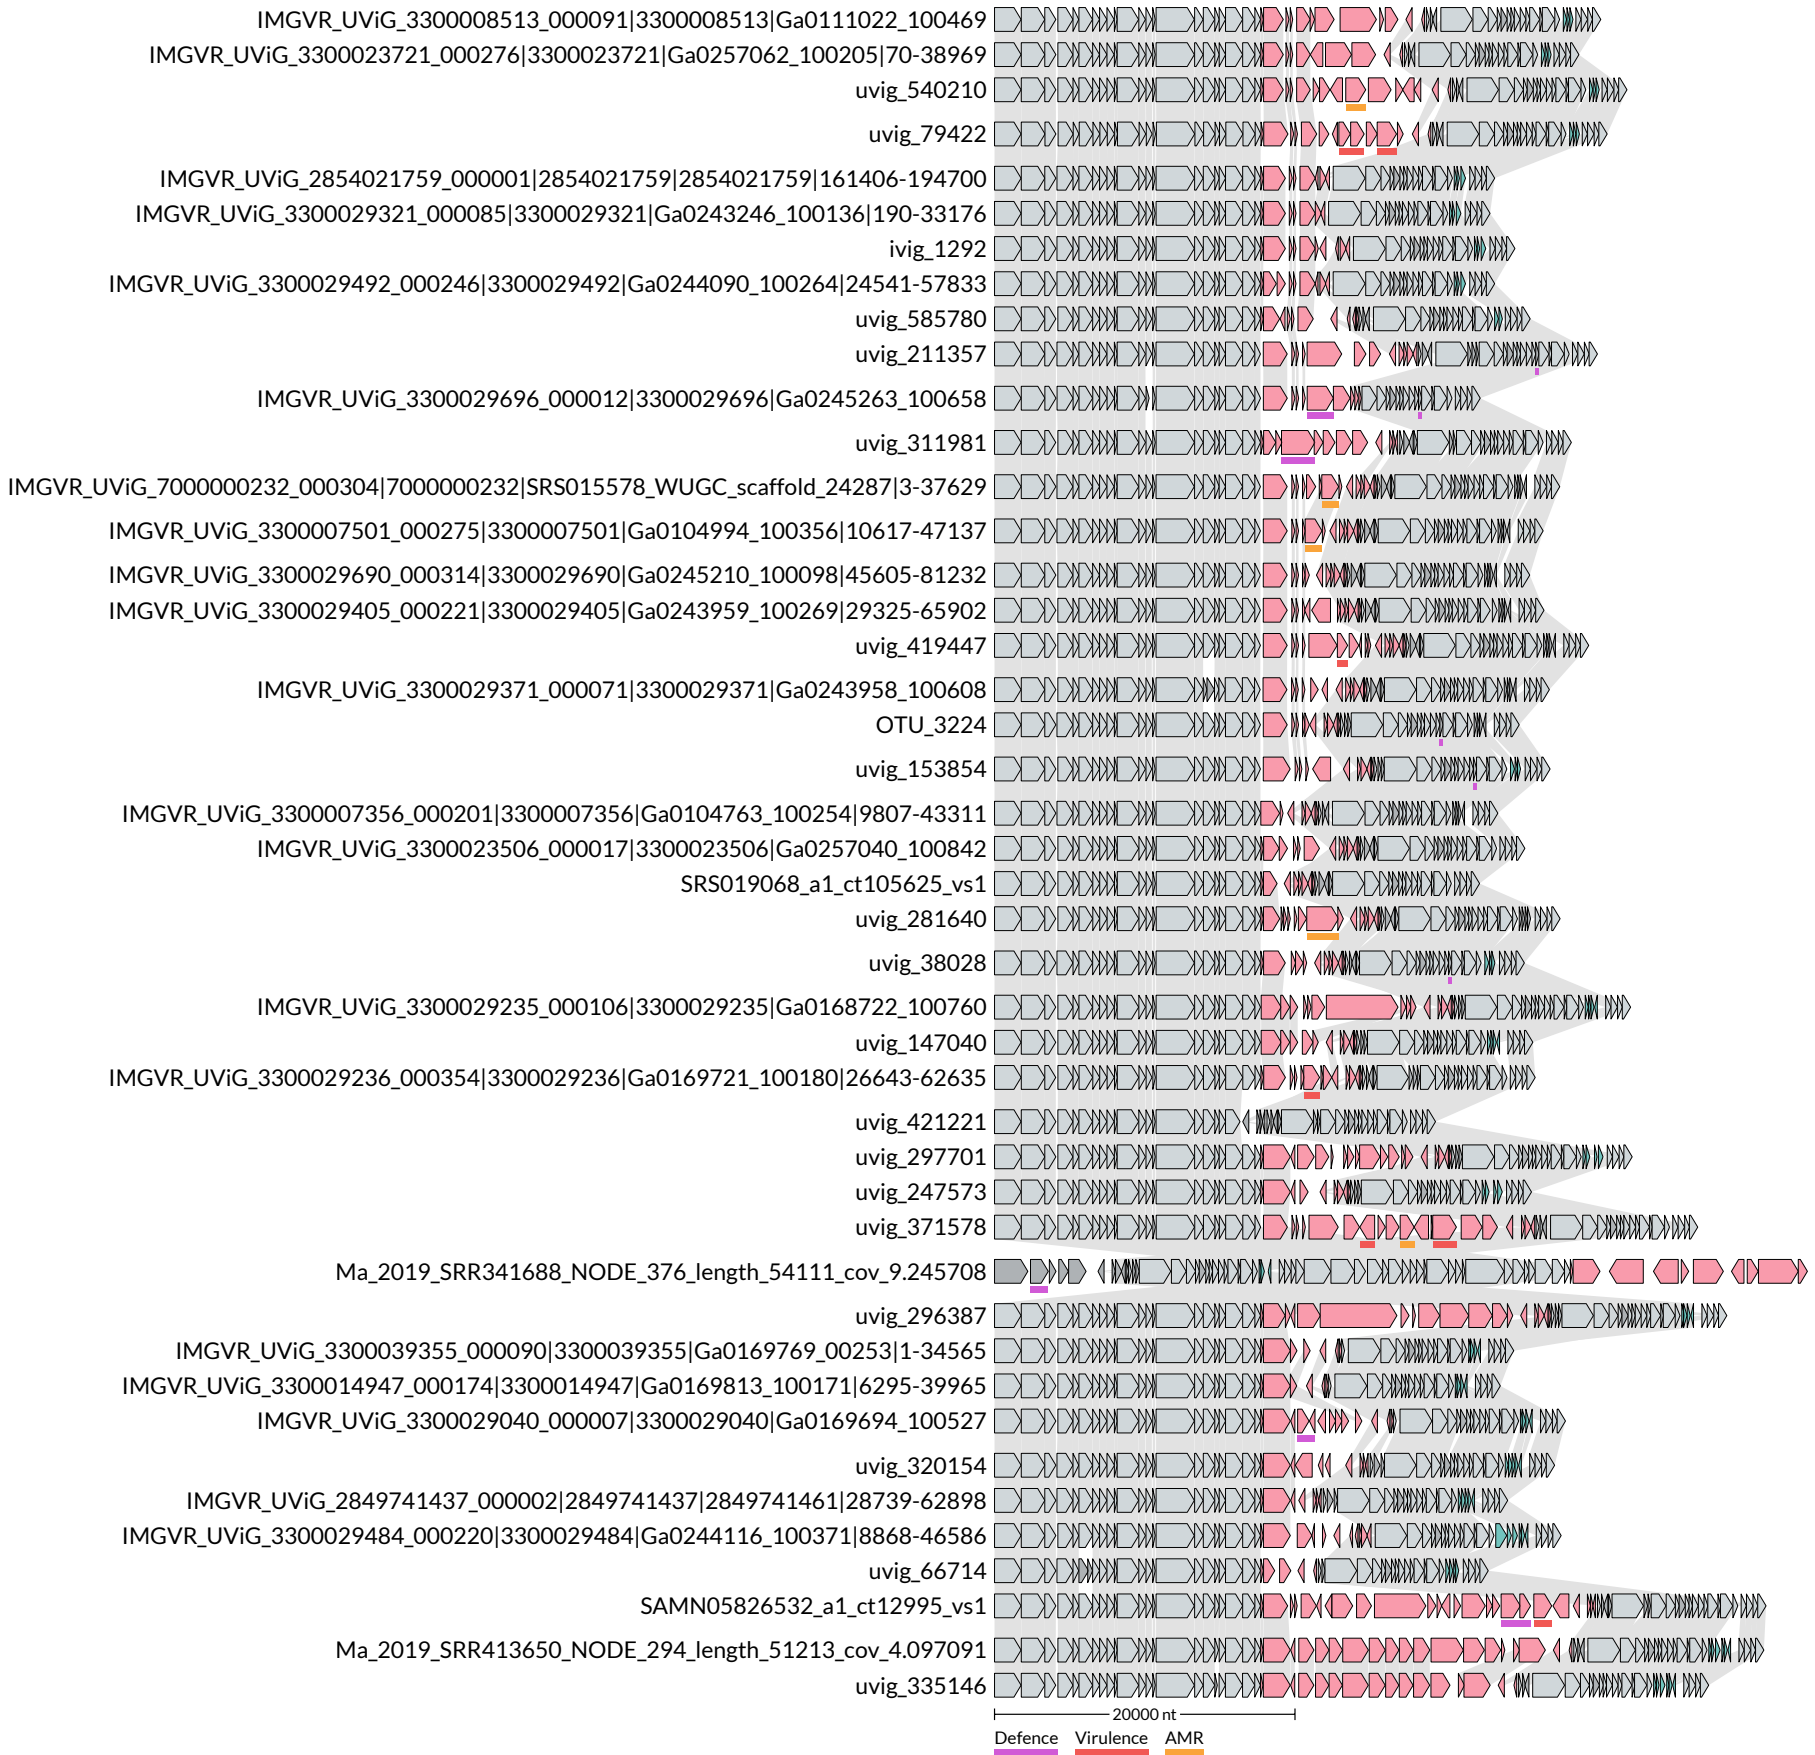 IMGVR_UViG_3300008513_000091|3300008513|Ga0111022_100469
IMGVR_UViG_3300023721_000276|3300023721|Ga0257062_100205|70-38969
uvig_540210
uvig_79422
IMGVR_UViG_2854021759_000001|2854021759|2854021759|161406-194700
IMGVR_UViG_3300029321_000085|3300029321|Ga0243246_100136|190-33176
ivig_1292
IMGVR_UViG_3300029492_000246|3300029492|Ga0244090_100264|24541-57833
uvig_585780
uvig_211357
IMGVR_UViG_3300029696_000012|3300029696|Ga0245263_100658
uvig_311981
IMGVR_UViG_7000000232_000304|7000000232|SRS015578_WUGC_scaffold_24287|3-37629
IMGVR_UViG_3300007501_000275|3300007501|Ga0104994_100356|10617-47137
IMGVR_UViG_3300029690_000314|3300029690|Ga0245210_100098|45605-81232
IMGVR_UViG_3300029405_000221|3300029405|Ga0243959_100269|29325-65902
uvig_419447
IMGVR_UViG_3300029371_000071|3300029371|Ga0243958_100608
OTU_3224
uvig_153854
IMGVR_UViG_3300007356_000201|3300007356|Ga0104763_100254|9807-43311
IMGVR_UViG_3300023506_000017|3300023506|Ga0257040_100842
SRS019068_a1_ct105625_vs1
uvig_281640
uvig_38028
IMGVR_UViG_3300029235_000106|3300029235|Ga0168722_100760
uvig_147040
IMGVR_UViG_3300029236_000354|3300029236|Ga0169721_100180|26643-62635
uvig_421221
uvig_297701
uvig_247573
uvig_371578
Ma_2019_SRR341688_NODE_376_length_54111_cov_9.245708
uvig_296387
IMGVR_UViG_3300039355_000090|3300039355|Ga0169769_00253|1-34565
IMGVR_UViG_3300014947_000174|3300014947|Ga0169813_100171|6295-39965
IMGVR_UViG_3300029040_000007|3300029040|Ga0169694_100527
uvig_320154
IMGVR_UViG_2849741437_000002|2849741437|2849741461|28739-62898
IMGVR_UViG_3300029484_000220|3300029484|Ga0244116_100371|8868-46586
uvig_66714
SAMN05826532_a1_ct12995_vs1
Ma_2019_SRR413650_NODE_294_length_51213_cov_4.097091
uvig_335146
20000 nt
Defence Virulence AMR